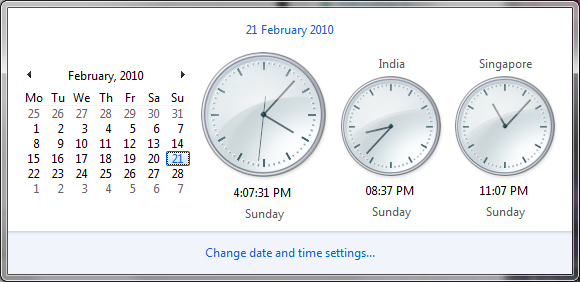 21 February 2010
February, 2010
Mo Tu We Th Fr Sa Su
25 26 27 28 29 30 31
1 2 3 4 5 6 7
8 9 10 11 12 13 14
15 16 17 18 19 20 21
22 23 24 25 26 27 28
1 2 3 4 5 6 7
4:07:31 PM
Sunday
India
08:37 PM
Sunday
Singapore
11:07 PM
Sunday
Change date and time settings...